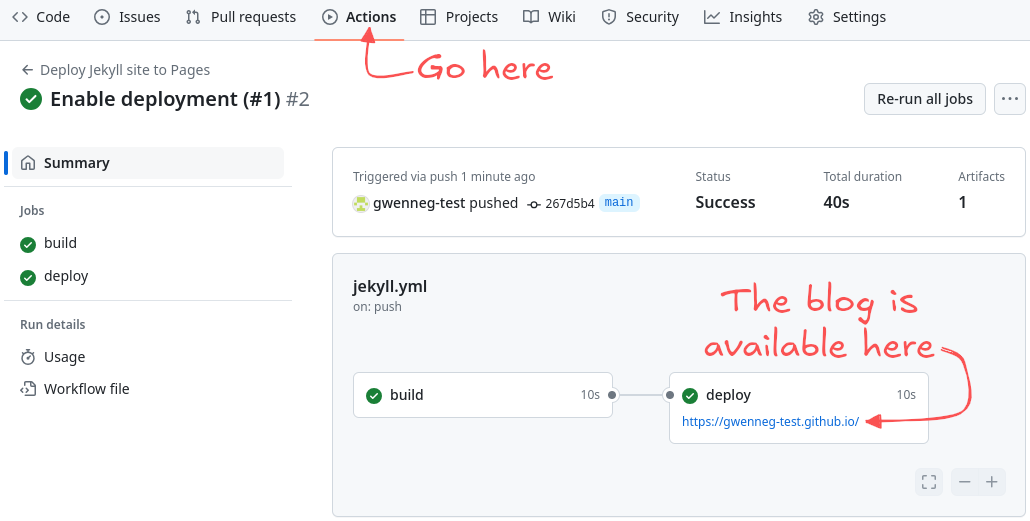 Code Issues Pull requests Actions Projects Wiki Security Insights Settings
Go here
Deploy Jekyll site to Pages
Enable deployment (#1) #2
Re-run all jobs
Summary
Jobs
build
deploy
Run details
Usage
Workflow file
Triggered via push 1 minute ago
gwenneg-test pushed 267d5b4 main
Status
Success
Total duration
40s
Artifacts
1
jekyll.yml
on: push
The blog is
available here
build 10s
deploy 10s
https://gwenneg-test.github.io/